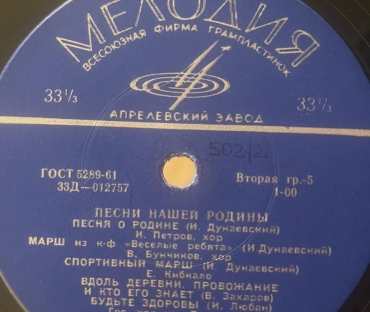 МЕЛОДИЯ
ВСЕСОЮЗНАЯ ФИРМА ГРАМПЛАСТИНОК
33⅓ 33⅓
АПРЕЛЕВСКИЙ ЗАВОД
502/2
ГОСТ 5289-61 Вторая гр.-5
33Д—012757 1-00
ПЕСНИ НАШЕЙ РОДИНЫ
ПЕСНЯ О РОДИНЕ (И. Дунаевский)
И. Петров, хор
МАРШ из к-ф «Веселые ребята» (И. Дунаевский)
В. Бунчиков, хор
СПОРТИВНЫЙ МАРШ (И. Дунаевский)
Е. Кибкало
ВДОЛЬ ДЕРЕВНИ. ПРОВОЖАНИЕ
И КТО ЕГО ЗНАЕТ (В. Захаров)
БУДЬТЕ ЗДОРОВЫ (И. Любан)